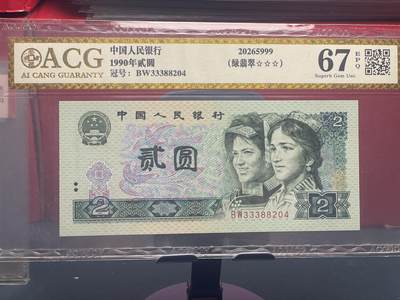 ACG
AI CANG GUARANTY
中国人民银行
1990年贰圆
冠号：BW33388204
20265999
(绿翡翠☆☆☆)
67 EPQ
Superb Gem Unc
中国人民银行
2
贰圆
BW33388204
2
2